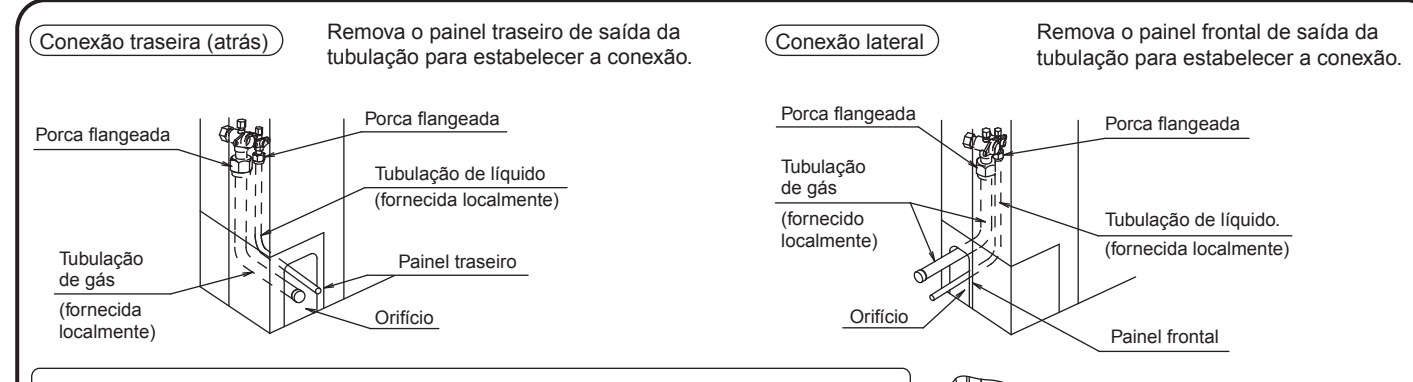 Conexão traseira (atrás)
Remova o painel traseiro de saída da
tubulação para estabelecer a conexão.
Porca flangeada
Porca flangeada
Tubulação de líquido
(fornecida localmente)
Tubulação
de gás
(fornecida
localmente)
Painel traseiro
Orifício
Conexão lateral
Remova o painel frontal de saída da
tubulação para estabelecer a conexão.
Porca flangeada
Porca flangeada
Tubulação
de gás
(fornecido
localmente)
Tubulação de líquido.
(fornecida localmente)
Orifício
Painel frontal